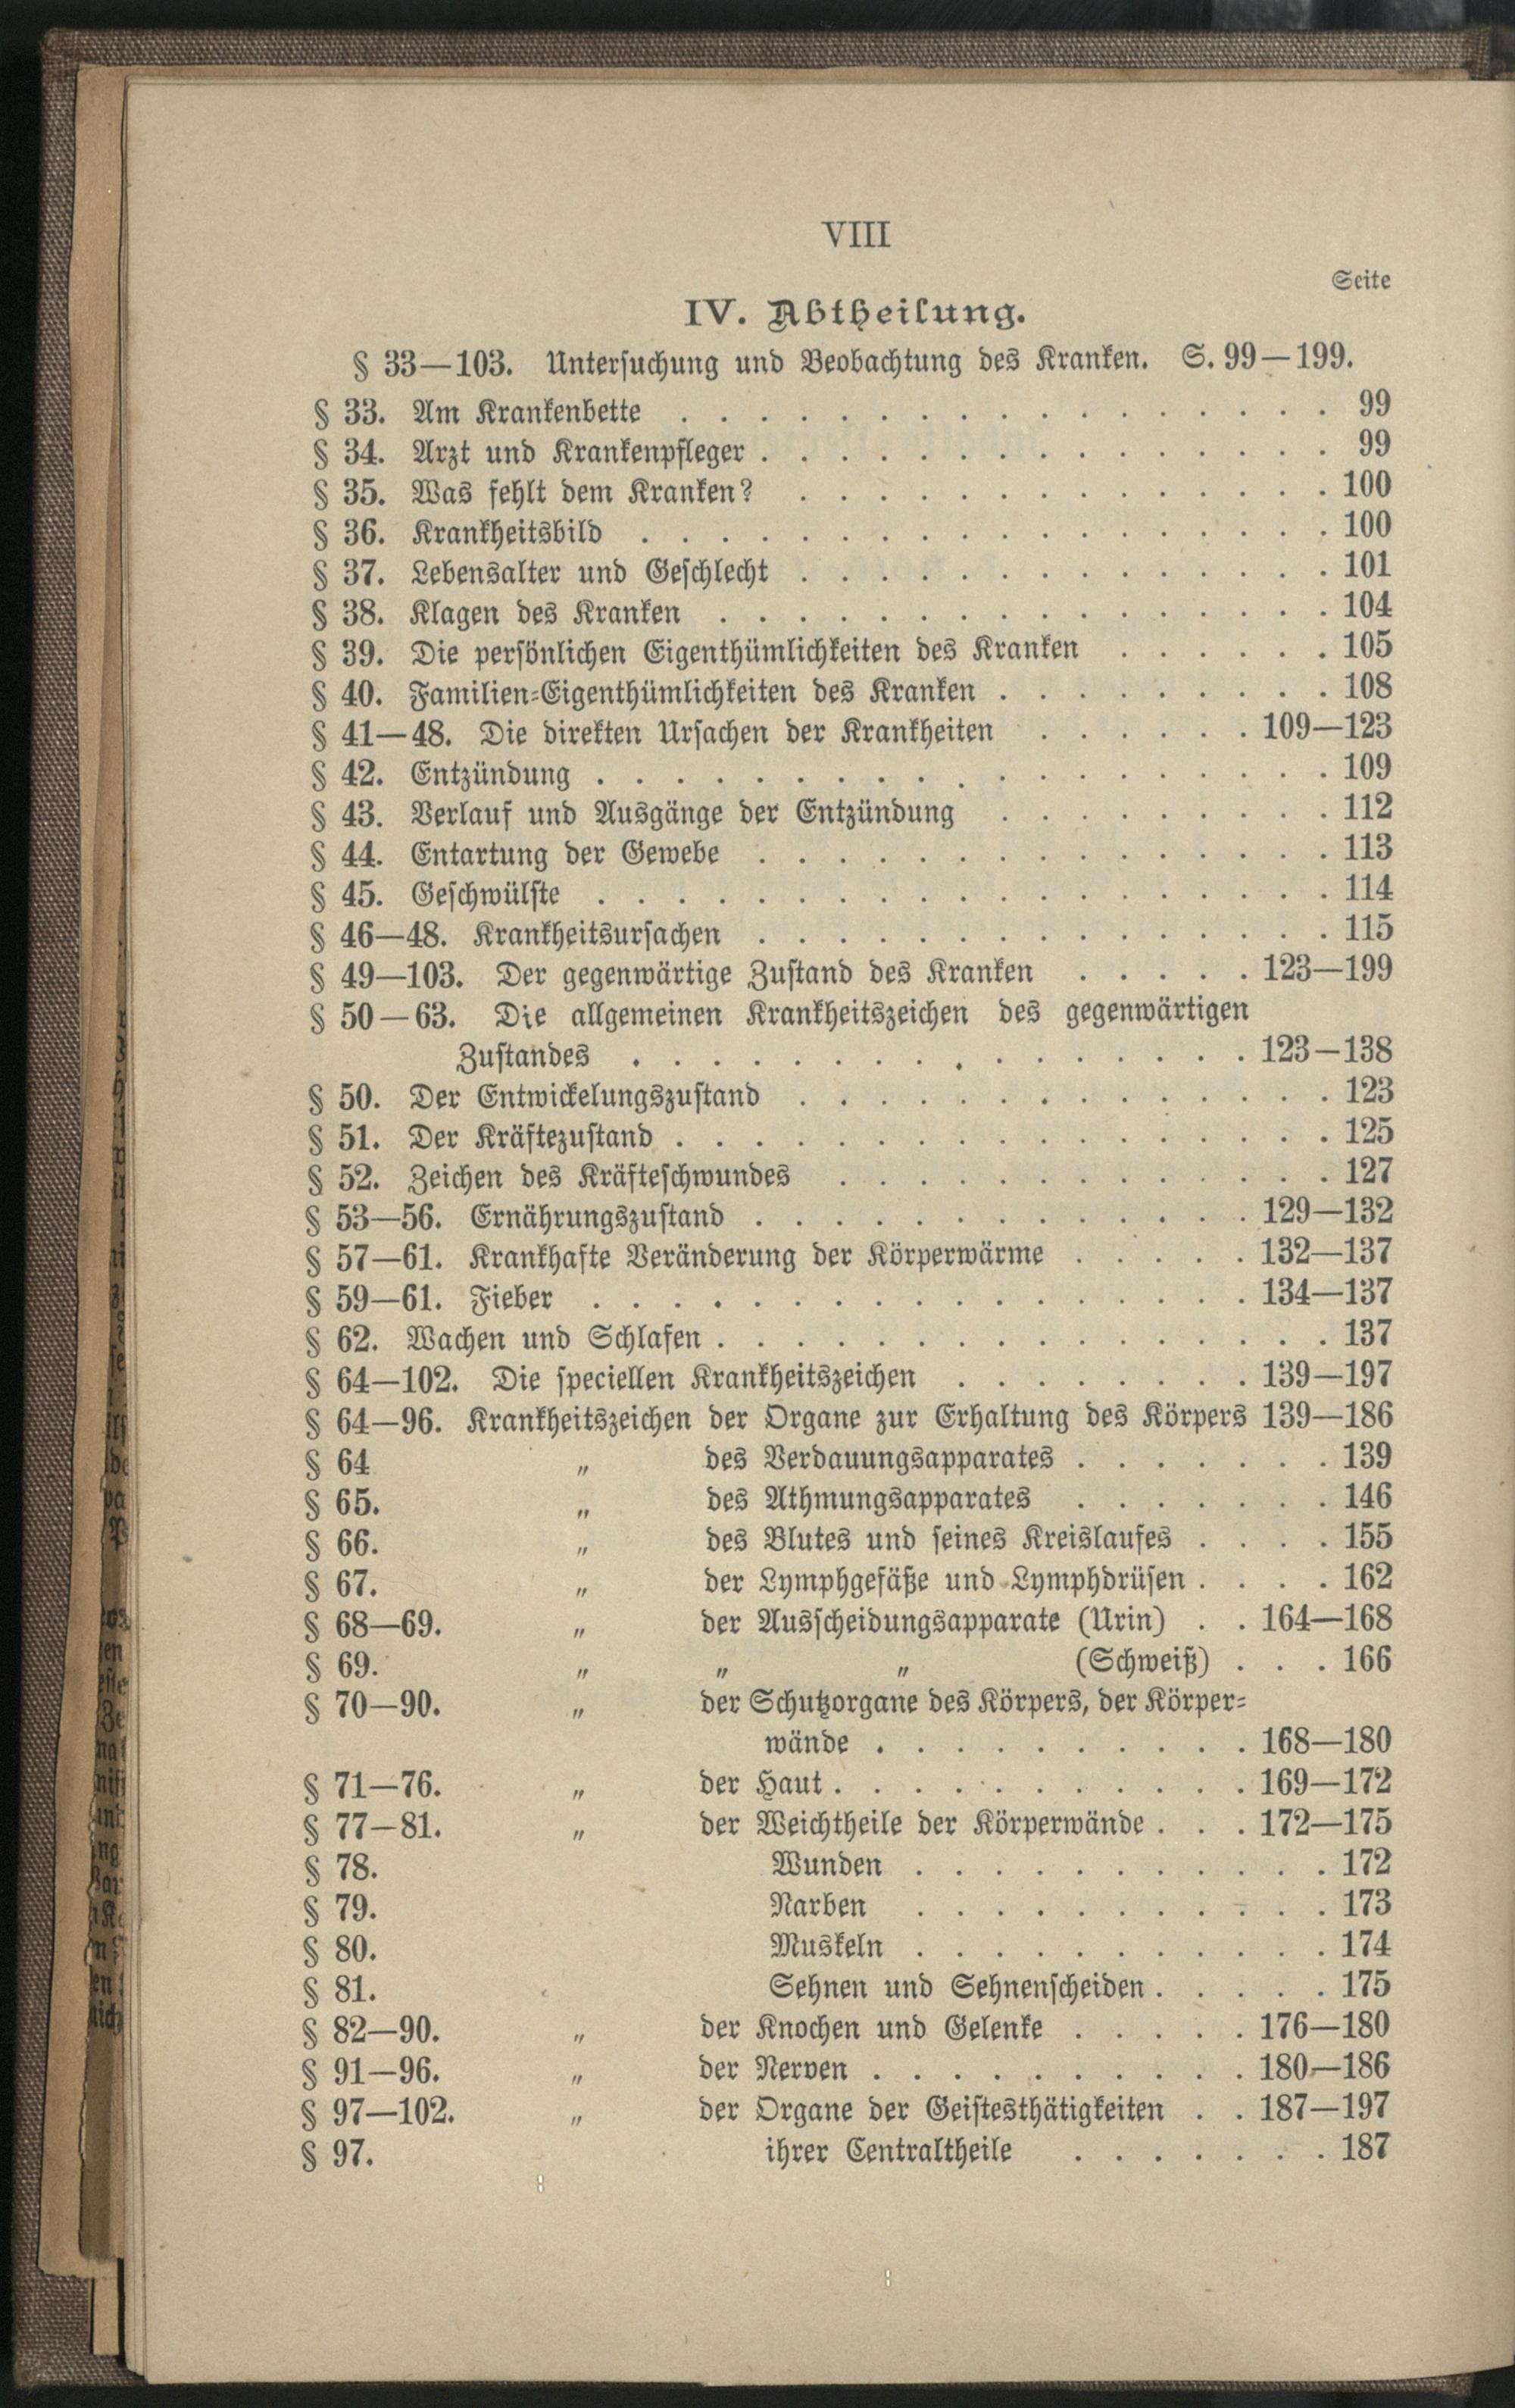 VIII
Seite
IV. Abtheilung.
§ 33—103. Untersuchung und Beobachtung des Kranken. S. 99—199.
§ 33. Am Krankenbette . . . . . . . . . . . . . . . . . 99
§ 34. Arzt und Krankenpfleger . . . . . . . . . . . . . . . 99
§ 35. Was fehlt dem Kranken? . . . . . . . . . . . . . . 100
§ 36. Krankheitsbild . . . . . . . . . . . . . . . . . . 100
§ 37. Lebensalter und Geschlecht . . . . . . . . . . . . . . 101
§ 38. Klagen des Kranken . . . . . . . . . . . . . . . . 104
§ 39. Die persönlichen Eigenthümlichkeiten des Kranken . . . . . . 105
§ 40. Familien-Eigenthümlichkeiten des Kranken . . . . . . . . . 108
§ 41—48. Die direkten Ursachen der Krankheiten . . . . . . 109—123
§ 42. Entzündung . . . . . . . . . . . . . . . . . . . 109
§ 43. Verlauf und Ausgänge der Entzündung . . . . . . . . . 112
§ 44. Entartung der Gewebe . . . . . . . . . . . . . . . 113
§ 45. Geschwülste . . . . . . . . . . . . . . . . . . . 114
§ 46—48. Krankheitsursachen . . . . . . . . . . . . . . . 115
§ 49—103. Der gegenwärtige Zustand des Kranken . . . . . 123—199
§ 50—63. Die allgemeinen Krankheitszeichen des gegenwärtigen
Zustandes . . . . . . . . . . . . . . . . 123—138
§ 50. Der Entwickelungszustand . . . . . . . . . . . . . . 123
§ 51. Der Kräftezustand . . . . . . . . . . . . . . . . . 125
§ 52. Zeichen des Kräfteschwundes . . . . . . . . . . . . . 127
§ 53—56. Ernährungszustand . . . . . . . . . . . . . 129—132
§ 57—61. Krankhafte Veränderung der Körperwärme . . . . . 132—137
§ 59—61. Fieber . . . . . . . . . . . . . . . . . 134—137
§ 62. Wachen und Schlafen . . . . . . . . . . . . . . . . 137
§ 64—102. Die speciellen Krankheitszeichen . . . . . . . . 139—197
§ 64—96. Krankheitszeichen der Organe zur Erhaltung des Körpers 139—186
§ 64 „ des Verdauungsapparates . . . . . . . 139
§ 65. „ des Athmungsapparates . . . . . . . 146
§ 66. „ des Blutes und seines Kreislaufes . . . . 155
§ 67. „ der Lymphgefäße und Lymphdrüsen . . . . 162
§ 68—69. „ der Ausscheidungsapparate (Urin) . . 164—168
§ 69. „ „ „ (Schweiß) . . . 166
§ 70—90. „ der Schutzorgane des Körpers, der Körper-
wände . . . . . . . . . . 168—180
§ 71—76. „ der Haut . . . . . . . . . . . 169—172
§ 77—81. „ der Weichtheile der Körperwände . . . 172—175
§ 78. Wunden . . . . . . . . . . . 172
§ 79. Narben . . . . . . . . . . . 173
§ 80. Muskeln . . . . . . . . . . . 174
§ 81. Sehnen und Sehnenscheiden . . . . . 175
§ 82—90. „ der Knochen und Gelenke . . . . . 176—180
§ 91—96. „ der Nerven . . . . . . . . . . 180—186
§ 97—102. „ der Organe der Geistesthätigkeiten . . 187—197
§ 97. ihrer Centraltheile . . . . . . . 187